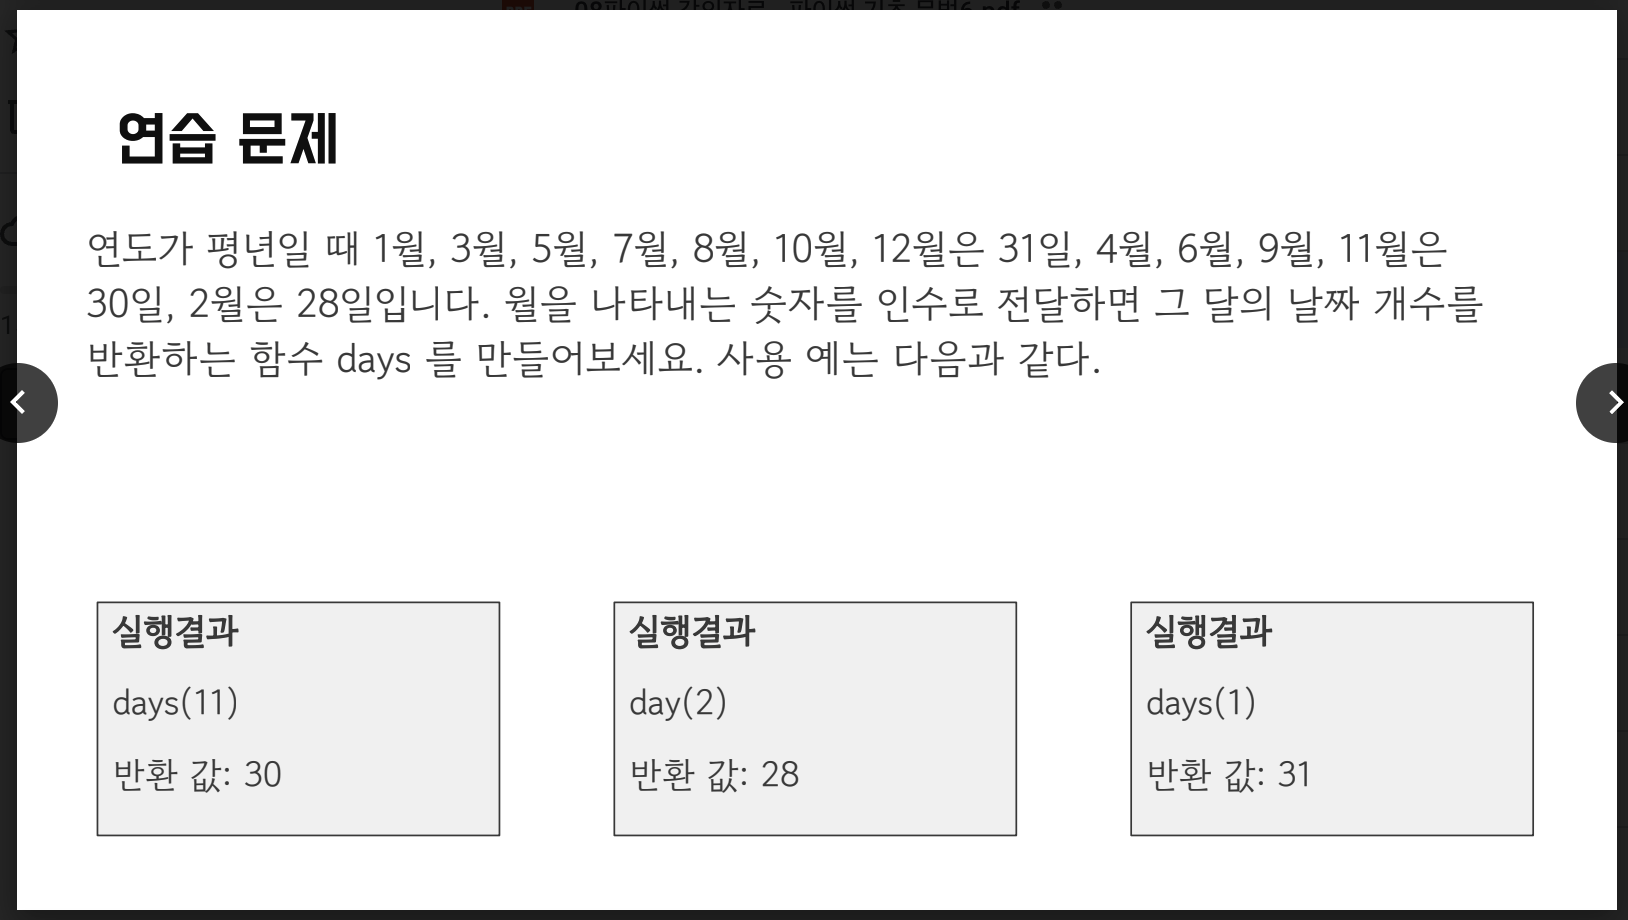 연습 문제
연도가 평년일 때 1월, 3월, 5월, 7월, 8월, 10월, 12월은 31일, 4월, 6월, 9월, 11월은
30일, 2월은 28일입니다. 월을 나타내는 숫자를 인수로 전달하면 그 달의 날짜 개수를
반환하는 함수 days 를 만들어보세요. 사용 예는 다음과 같다.
실행결과
days(11)
반환 값: 30
실행결과
day(2)
반환 값: 28
실행결과
days(1)
반환 값: 31